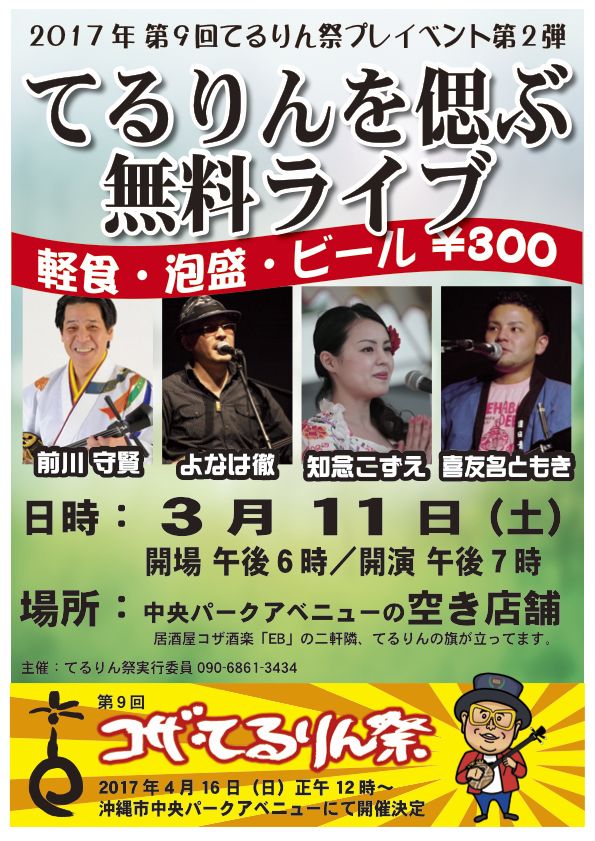 2017年 第9回てるりん祭プレイベント第2弾
てるりんを偲ぶ
無料ライブ
軽食・泡盛・ビール ¥300
前川 守賢 よなは徹 知念こずえ 喜友名ともき
日時： 3月11日（土）
開場 午後6時／開演 午後7時
場所：中央パークアベニューの空き店舗
居酒屋コザ酒楽「EB」の二軒隣、てるりんの旗が立ってます。
主催：てるりん祭実行委員 090-6861-3434
第9回
コザ・てるりん祭
2017年4月16日（日）正午12時～
沖縄市中央パークアベニューにて開催決定